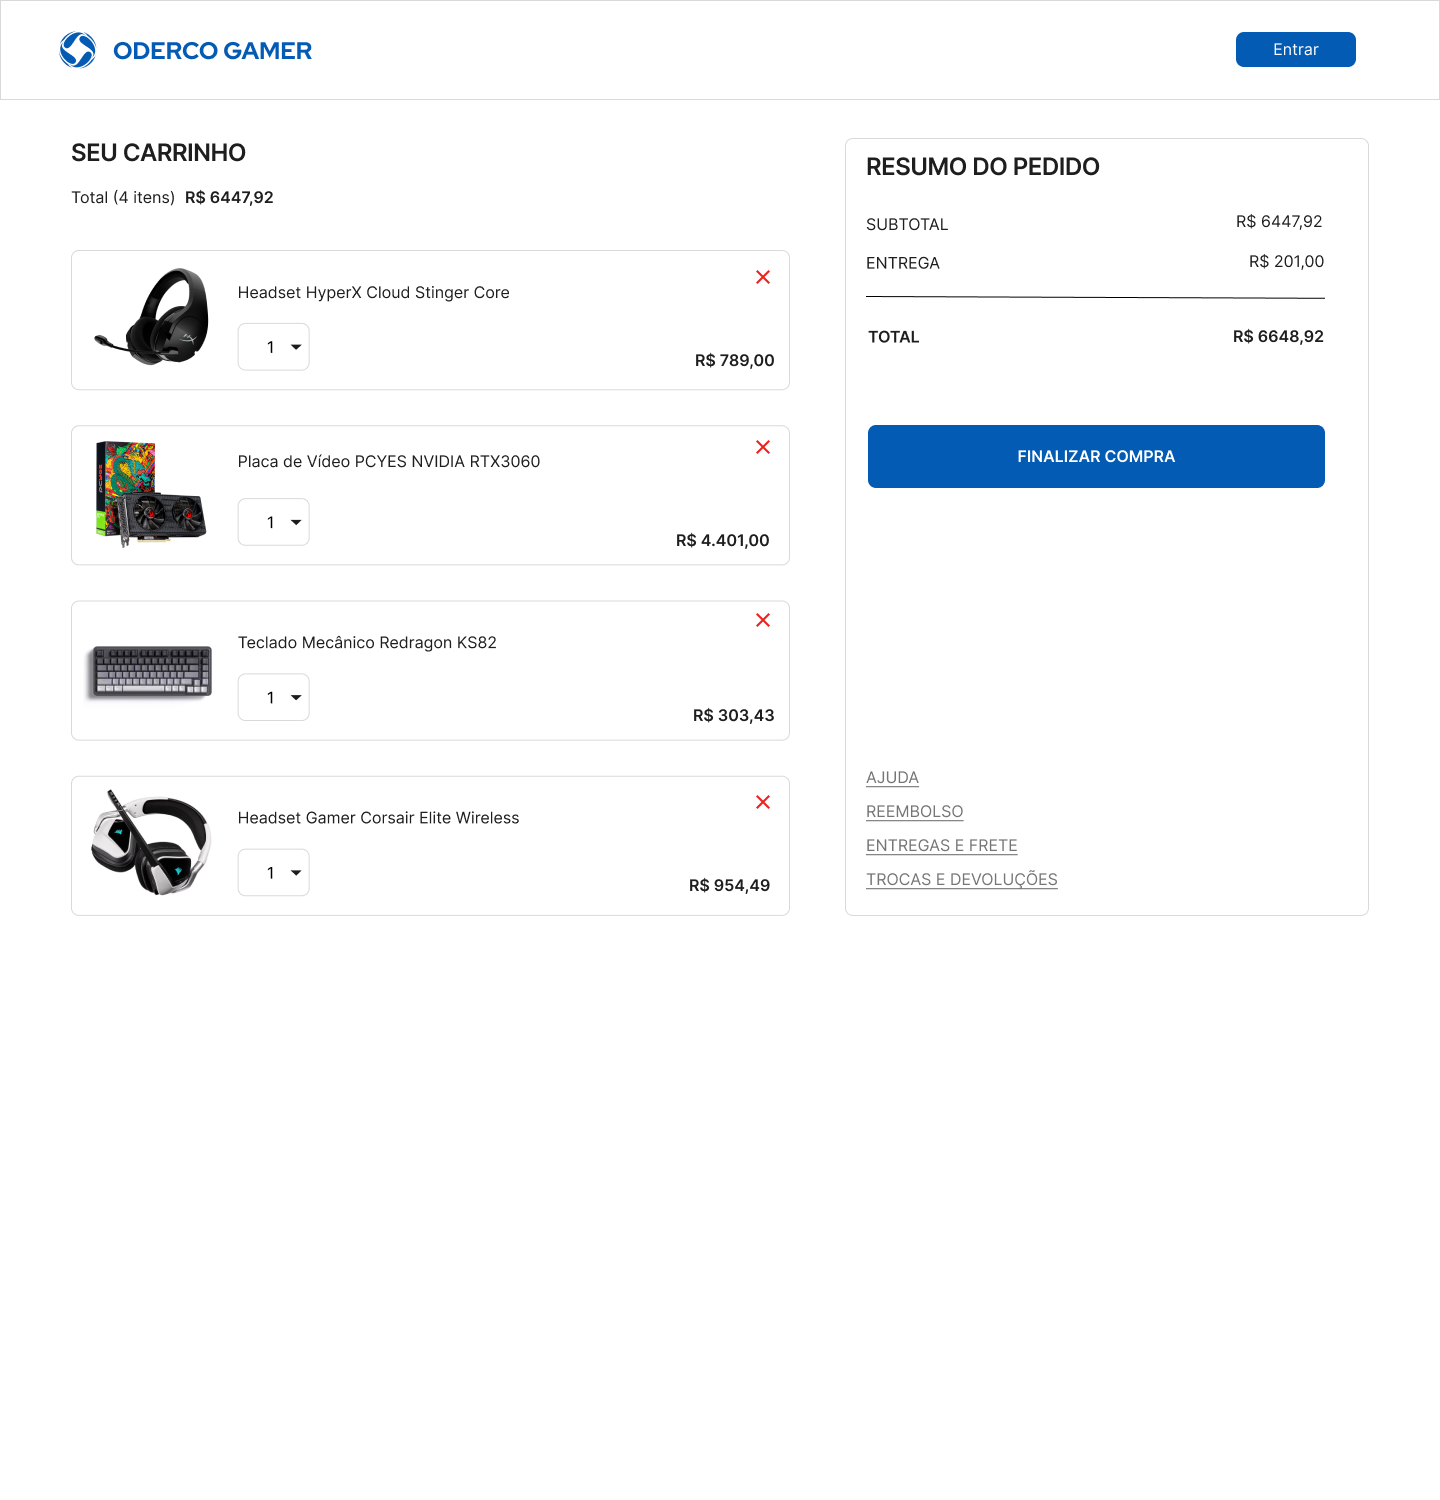 ODERCO GAMER
Entrar
SEU CARRINHO
Total (4 itens) R$ 6447,92
Headset HyperX Cloud Stinger Core
1
R$ 789,00
Placa de Vídeo PCYES NVIDIA RTX3060
1
R$ 4.401,00
Teclado Mecânico Redragon KS82
1
R$ 303,43
Headset Gamer Corsair Elite Wireless
1
R$ 954,49
RESUMO DO PEDIDO
SUBTOTAL R$ 6447,92
ENTREGA R$ 201,00
TOTAL R$ 6648,92
FINALIZAR COMPRA
AJUDA
REEMBOLSO
ENTREGAS E FRETE
TROCAS E DEVOLUÇÕES